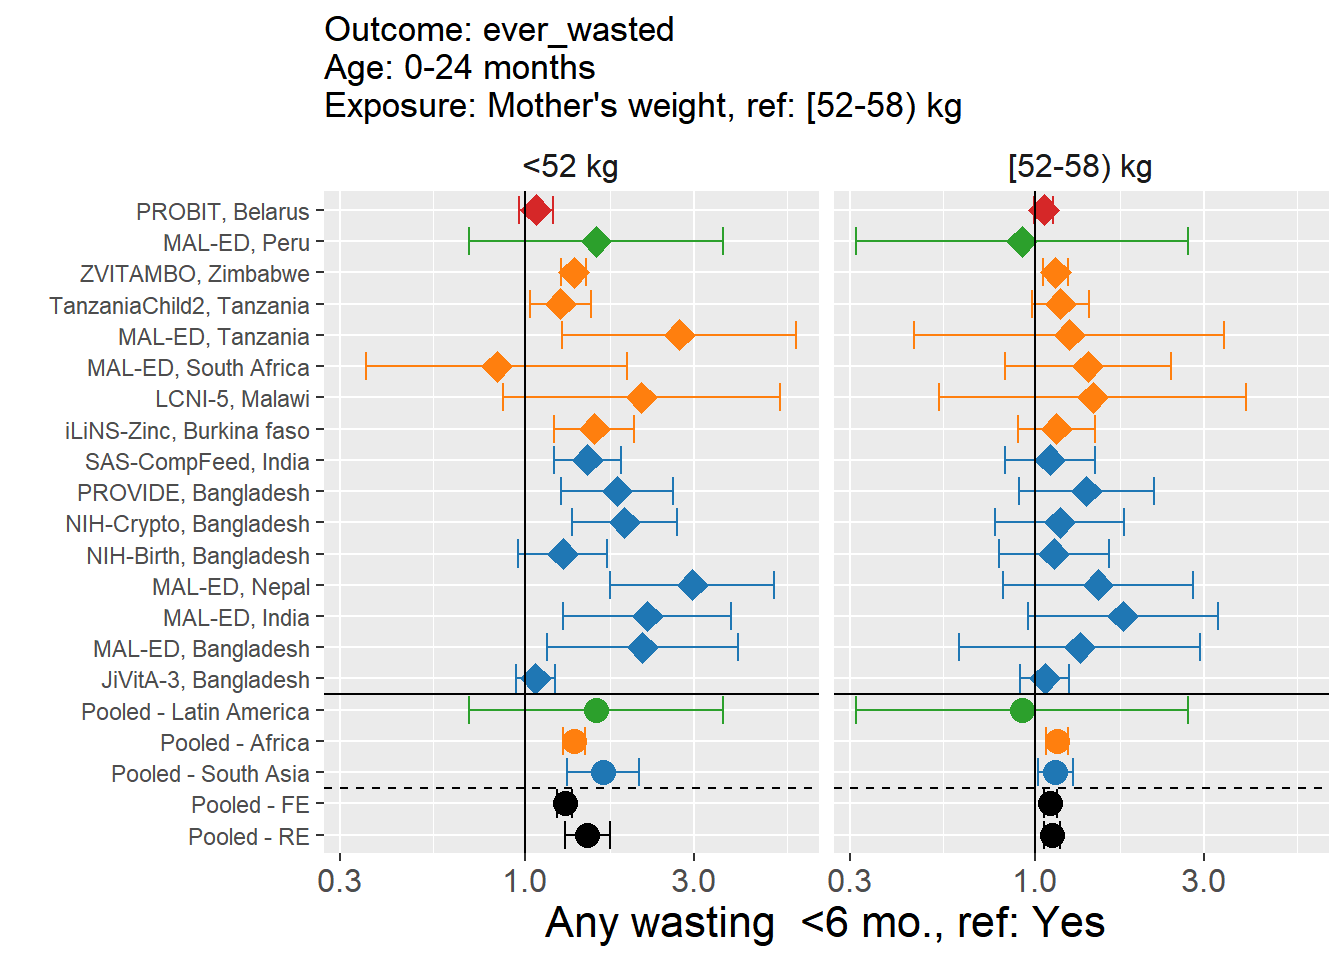 Outcome: ever_wasted
Age: 0-24 months
Exposure: Mother's weight, ref: [52-58) kg
<52 kg
[52-58) kg
PROBIT, Belarus
MAL-ED, Peru
ZVITAMBO, Zimbabwe
TanzaniaChild2, Tanzania
MAL-ED, Tanzania
MAL-ED, South Africa
LCNI-5, Malawi
iLiNS-Zinc, Burkina faso
SAS-CompFeed, India
PROVIDE, Bangladesh
NIH-Crypto, Bangladesh
NIH-Birth, Bangladesh
MAL-ED, Nepal
MAL-ED, India
MAL-ED, Bangladesh
JiVitA-3, Bangladesh
Pooled - Latin America
Pooled - Africa
Pooled - South Asia
Pooled - FE
Pooled - RE
0.3 1.0 3.0 0.3 1.0 3.0
Any wasting  <6 mo., ref: Yes